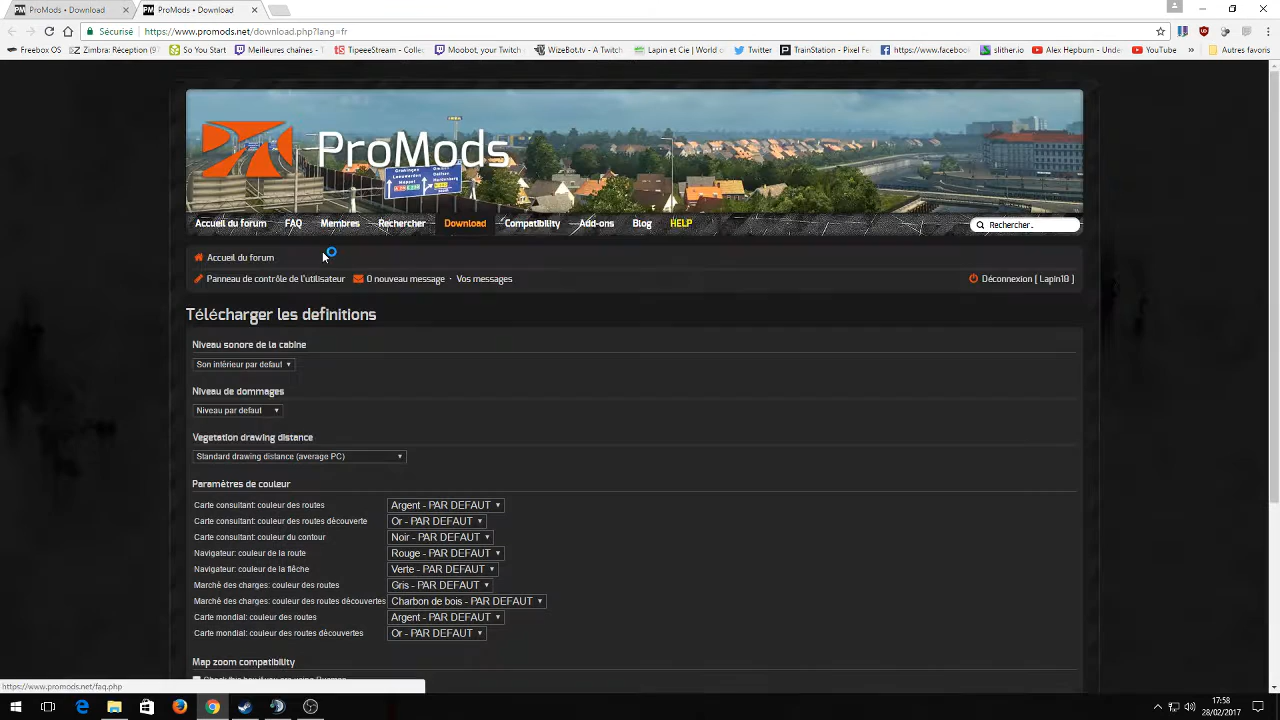 ProMods - Download
ProMods - Download
Sécurisé https://www.promods.net/download.php?lang=fr
Freebox OS Zimbra: Réception (9) So You Start Meilleures chaînes - T TipeeeStream - Colle Moobot, your Twitch WizeBot.tv - A Twitch Lapin et Cie | World o Twitter TrainStation - Pixel Fe https://www.faceboo slither.io Alex Hepburn - Unde YouTube » Autres favoris
ProMods
Accueil du forum FAQ Membres Rechercher Download Compatibility Add-ons Blog HELP Rechercher…
Accueil du forum
Panneau de contrôle de l'utilisateur 0 nouveau message · Vos messages Déconnexion [ Lapin18 ]
Télécharger les definitions
Niveau sonore de la cabine
Son intérieur par defaut
Niveau de dommages
Niveau par defaut
Vegetation drawing distance
Standard drawing distance (average PC)
Paramètres de couleur
Carte consultant: couleur des routes Argent - PAR DEFAUT
Carte consultant: couleur des routes découverte Or - PAR DEFAUT
Carte consultant: couleur du contour Noir - PAR DEFAUT
Navigateur: couleur de la route Rouge - PAR DEFAUT
Navigateur: couleur de la flêche Verte - PAR DEFAUT
Marché des charges: couleur des routes Gris - PAR DEFAUT
Marché des charges: couleur des routes découvertes Charbon de bois - PAR DEFAUT
Carte mondial: couleur des routes Argent - PAR DEFAUT
Carte mondial: couleur des routes découvertes Or - PAR DEFAUT
Map zoom compatibility
https://www.promods.net/faq.php
17:58
28/02/2017